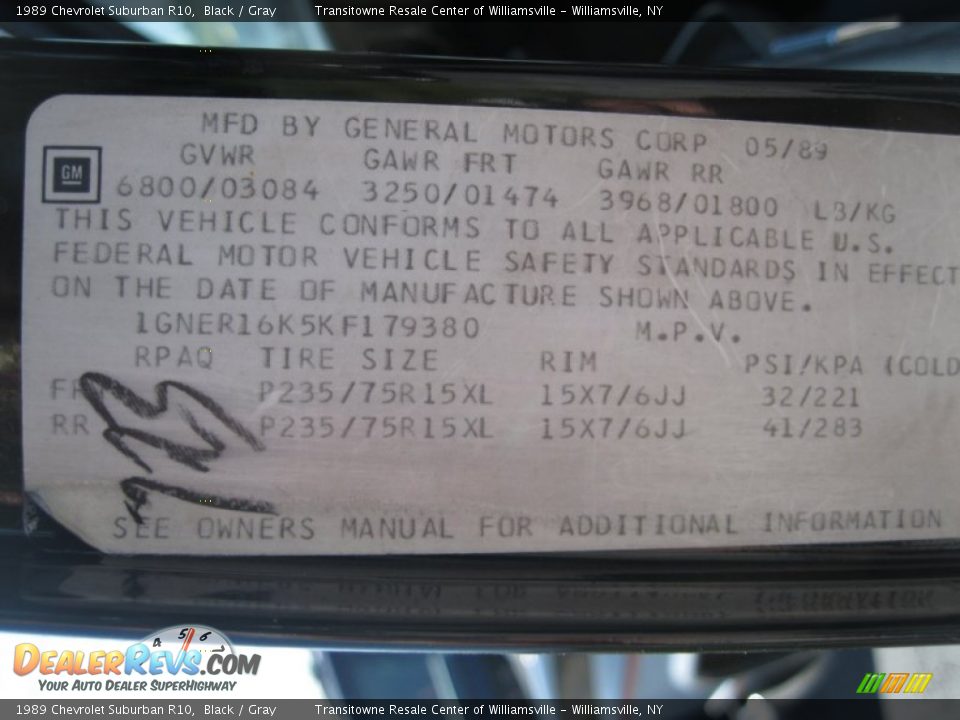 1989 Chevrolet Suburban R10, Black / Gray Transitowne Resale Center of Williamsville - Williamsville, NY
MFD BY GENERAL MOTORS CORP 05/89
GVWR GAWR FRT GAWR RR
GM
6800/03084 3250/01474 3968/01800 LB/KG
THIS VEHICLE CONFORMS TO ALL APPLICABLE U.S.
FEDERAL MOTOR VEHICLE SAFETY STANDARDS IN EFFECT
ON THE DATE OF MANUFACTURE SHOWN ABOVE.
1GNER16K5KF179380 M.P.V.
RPAQ TIRE SIZE RIM PSI/KPA (COLD
P235/75R15XL 15X7/6JJ 32/221
RR P235/75R15XL 15X7/6JJ 41/283
SEE OWNERS MANUAL FOR ADDITIONAL INFORMATION
4 5 6
DEALERREVS.COM
YOUR AUTO DEALER SUPERHIGHWAY
1989 Chevrolet Suburban R10, Black / Gray Transitowne Resale Center of Williamsville - Williamsville, NY